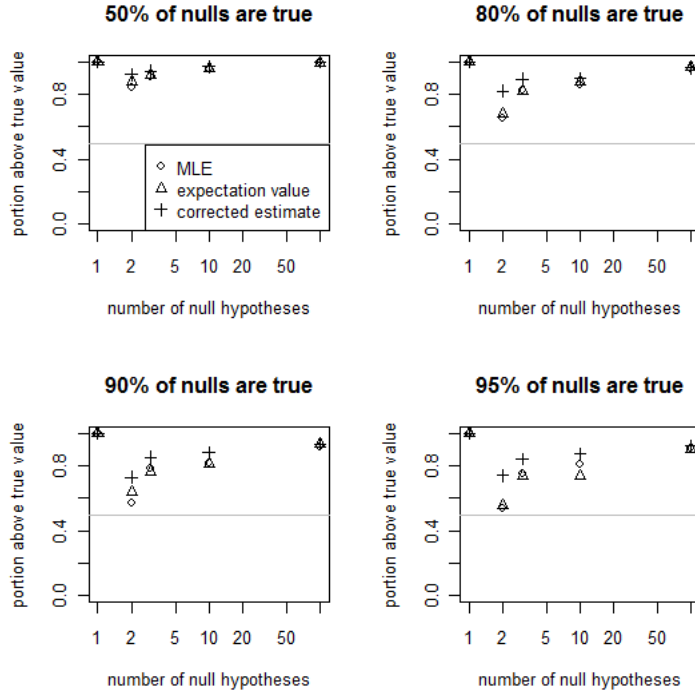 50% of nulls are true
portion above true value
0.0 0.4 0.8
MLE
expectation value
corrected estimate
1 2 5 10 20 50
number of null hypotheses
80% of nulls are true
portion above true value
0.0 0.4 0.8
1 2 5 10 20 50
number of null hypotheses
90% of nulls are true
portion above true value
0.0 0.4 0.8
1 2 5 10 20 50
number of null hypotheses
95% of nulls are true
portion above true value
0.0 0.4 0.8
1 2 5 10 20 50
number of null hypotheses